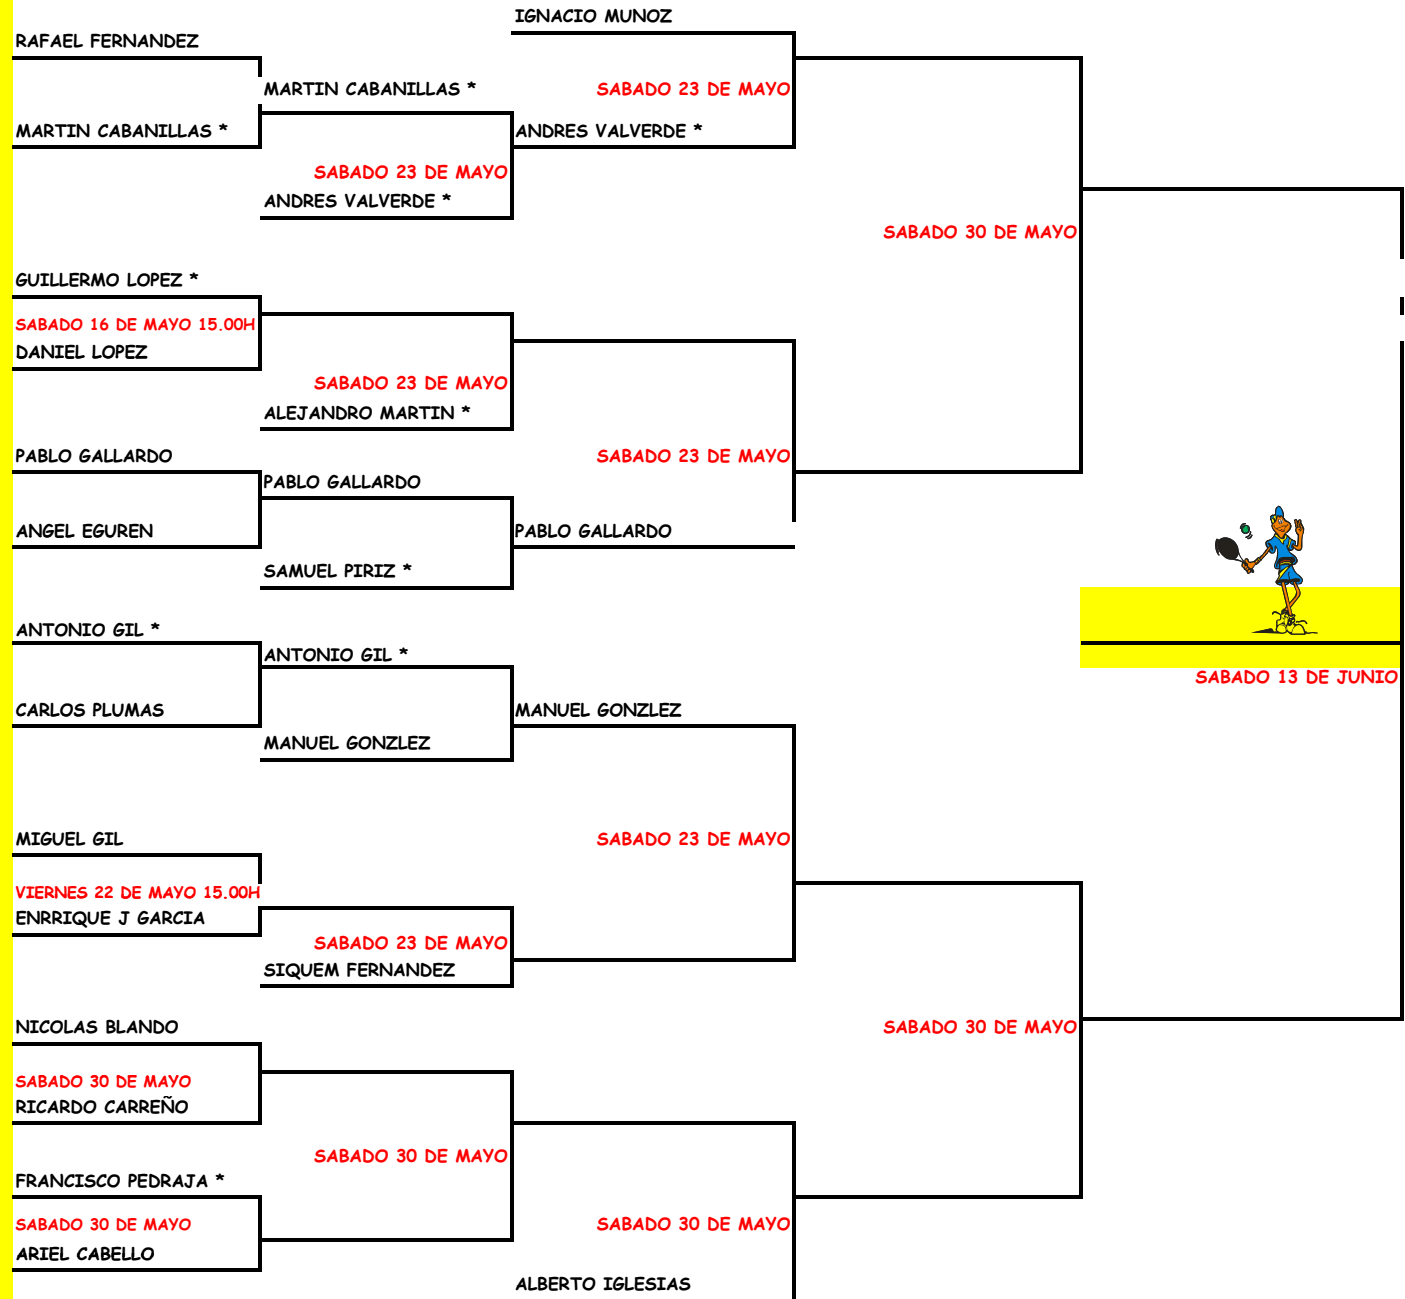 IGNACIO MUNOZ
RAFAEL FERNANDEZ
MARTIN CABANILLAS *
SABADO 23 DE MAYO
MARTIN CABANILLAS *
ANDRES VALVERDE *
SABADO 23 DE MAYO
ANDRES VALVERDE *
SABADO 30 DE MAYO
GUILLERMO LOPEZ *
SABADO 16 DE MAYO 15.00H
DANIEL LOPEZ
SABADO 23 DE MAYO
ALEJANDRO MARTIN *
PABLO GALLARDO
SABADO 23 DE MAYO
PABLO GALLARDO
ANGEL EGUREN
PABLO GALLARDO
SAMUEL PIRIZ *
ANTONIO GIL *
ANTONIO GIL *
SABADO 13 DE JUNIO
CARLOS PLUMAS
MANUEL GONZLEZ
MANUEL GONZLEZ
MIGUEL GIL
SABADO 23 DE MAYO
VIERNES 22 DE MAYO 15.00H
ENRRIQUE J GARCIA
SABADO 23 DE MAYO
SIQUEM FERNANDEZ
NICOLAS BLANDO
SABADO 30 DE MAYO
SABADO 30 DE MAYO
RICARDO CARREÑO
SABADO 30 DE MAYO
FRANCISCO PEDRAJA *
SABADO 30 DE MAYO
SABADO 30 DE MAYO
ARIEL CABELLO
ALBERTO IGLESIAS